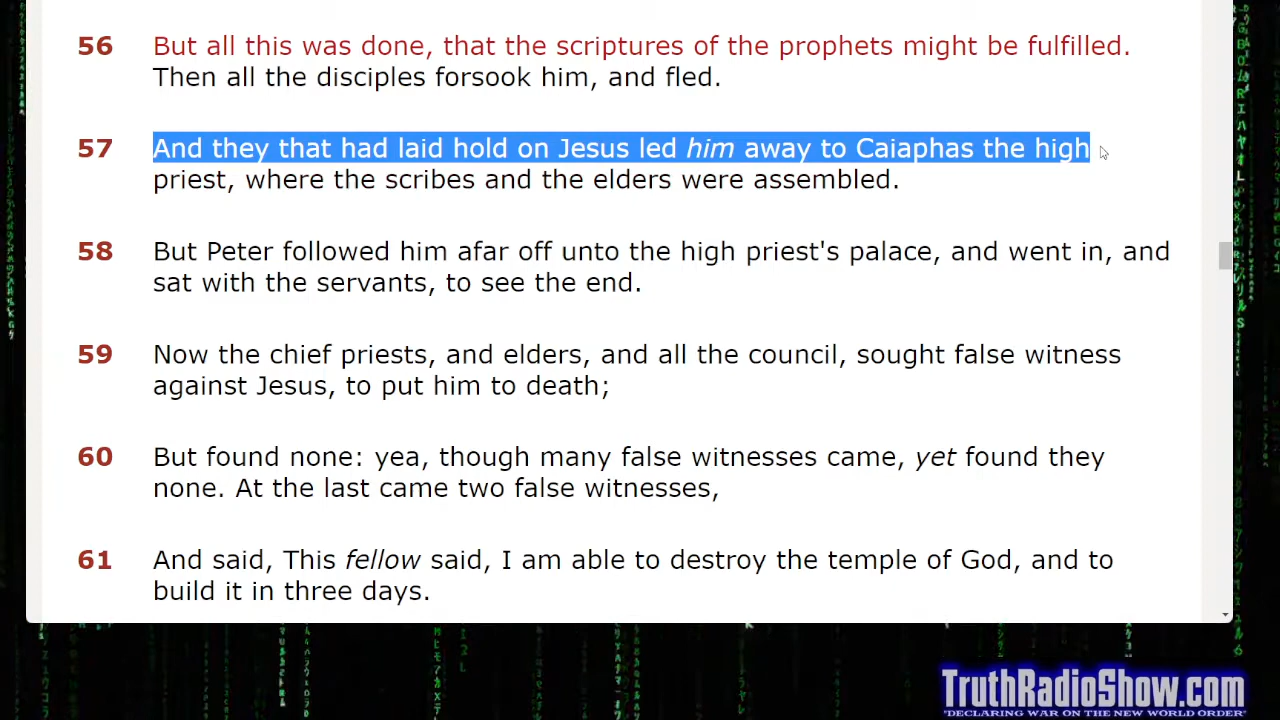 56 But all this was done, that the scriptures of the prophets might be fulfilled.
Then all the disciples forsook him, and fled.
57 And they that had laid hold on Jesus led him away to Caiaphas the high
priest, where the scribes and the elders were assembled.
58 But Peter followed him afar off unto the high priest's palace, and went in, and
sat with the servants, to see the end.
59 Now the chief priests, and elders, and all the council, sought false witness
against Jesus, to put him to death;
60 But found none: yea, though many false witnesses came, yet found they
none. At the last came two false witnesses,
61 And said, This fellow said, I am able to destroy the temple of God, and to
build it in three days.
TruthRadioShow.com
"DECLARING WAR ON THE NEW WORLD ORDER"